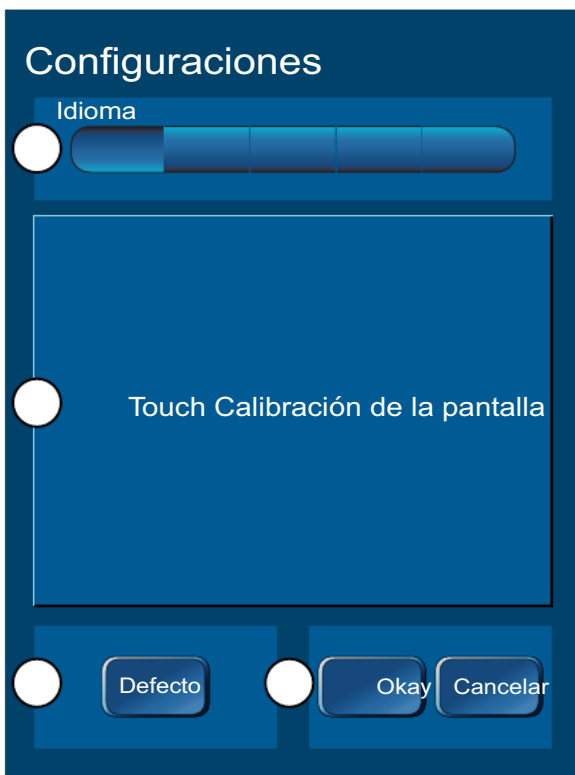 Configuraciones
Idioma
Touch Calibración de la pantalla
Defecto
Okay
Cancelar